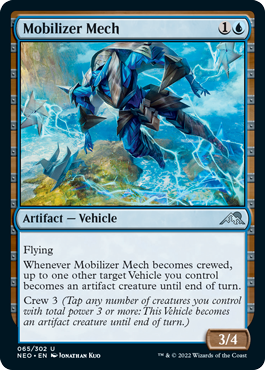 Mobilizer Mech 1
Artifact — Vehicle
Flying
Whenever Mobilizer Mech becomes crewed,
up to one other target Vehicle you control
becomes an artifact creature until end of turn.
Crew 3 (Tap any number of creatures you control
with total power 3 or more: This Vehicle becomes
an artifact creature until end of turn.)
3/4
065/302 U
NEO • EN Jonathan Kuo
™ & © 2022 Wizards of the Coast